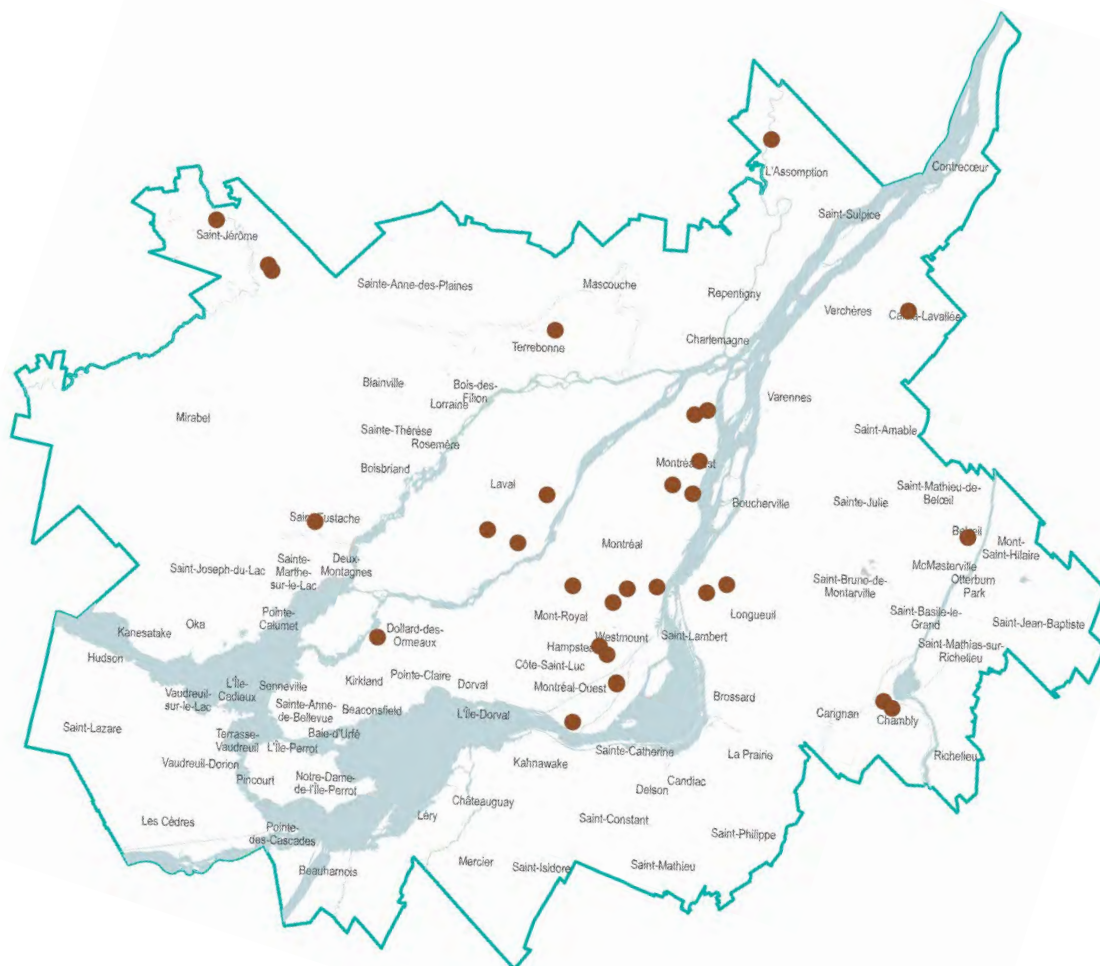 Contrecœur
L'Assomption
Saint-Sulpice
Saint-Jérôme
Sainte-Anne-des-Plaines
Mascouche
Repentigny
Verchères
Terrebonne
Charlemagne
Blainville
Bois-des-
Filion
Lorraine
Varennes
Mirabel
Sainte-Thérèse
Rosemère
Saint-Amable
Boisbriand
Laval
Boucherville
Sainte-Julie
Saint-Mathieu-de-
Belœil
Montréal
Mont-
Saint-Hilaire
Saint-Joseph-du-Lac
Sainte-
Marthe-
sur-le-Lac
Deux-
Montagnes
McMasterville
Otterburn
Park
Saint-Bruno-de-
Montarville
Pointe-
Calumet
Oka
Kanesatake
Mont-Royal
Longueuil
Saint-Basile-le-
Grand
Saint-Jean-Baptiste
Dollard-des-
Ormeaux
Westmount
Saint-Lambert
Saint-Mathias-sur-
Richelieu
Hudson
Côte-Saint-Luc
Kirkland
Pointe-Claire
Dorval
Montréal-Ouest
L'Île-
Cadieux
Senneville
Vaudreuil-
sur-le-Lac
Sainte-Anne-
de-Bellevue
Beaconsfield
L'Île-Dorval
Brossard
Carignan
Chambly
Saint-Lazare
Baie-d'Urfé
Terrasse-
Vaudreuil
L'Île-Perrot
Sainte-Catherine
La Prairie
Richelieu
Vaudreuil-Dorion
Pincourt
Notre-Dame-
de-l'Île-Perrot
Kahnawake
Candiac
Delson
Châteauguay
Léry
Saint-Constant
Saint-Philippe
Les Cèdres
Pointe-
des-Cascades
Beauharnois
Mercier
Saint-Isidore
Saint-Mathieu